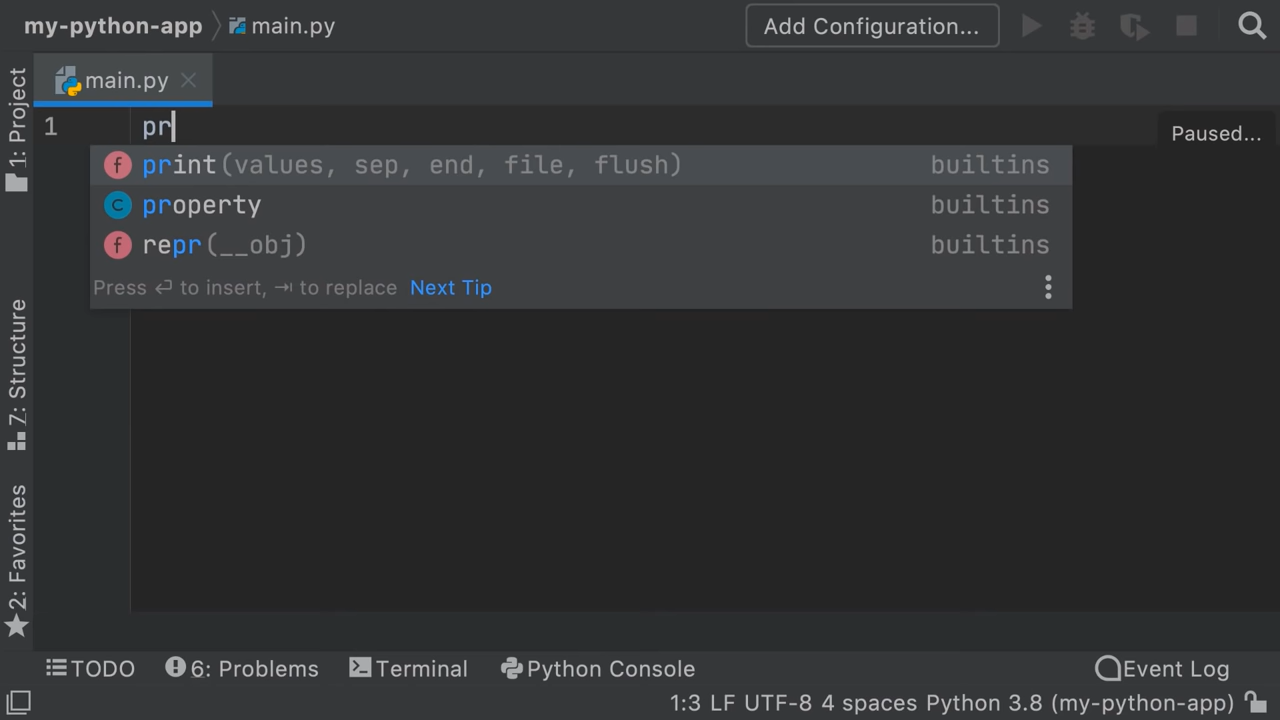 my-python-app main.py
Add Configuration...
main.py
1: Project
Z: Structure
2: Favorites
1 pr
Paused...
print(values, sep, end, file, flush) builtins
property builtins
repr(__obj) builtins
Press ⏎ to insert, ⇥ to replace Next Tip
TODO 6: Problems Terminal Python Console Event Log
1:3 LF UTF-8 4 spaces Python 3.8 (my-python-app)